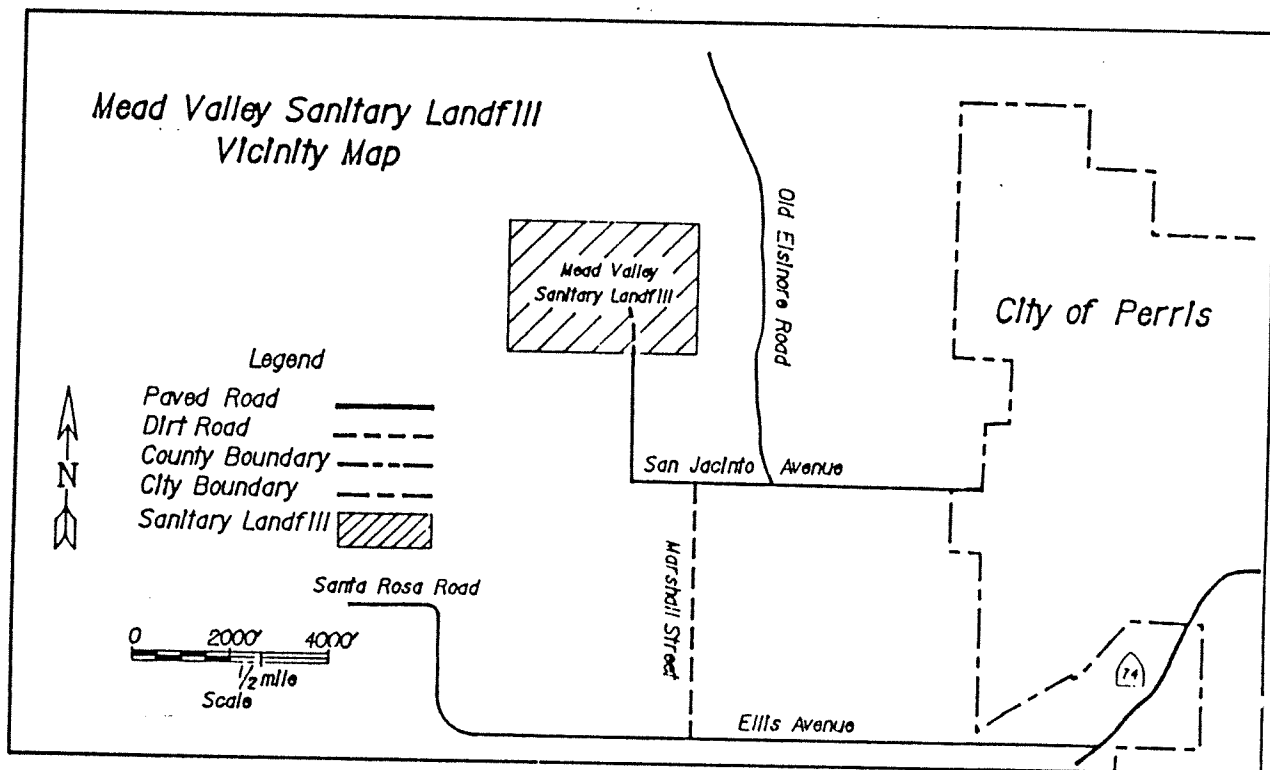 Mead Valley Sanitary Landfill
Vicinity Map
Old Elsinore Road
City of Perris
Mead Valley
Sanitary Landfill
Legend
Paved Road
Dirt Road
County Boundary
City Boundary
Sanitary Landfill
N
San Jacinto Avenue
Marshall Street
Santa Rosa Road
0 2000' 4000'
1/2 mile
Scale
74
Ellis Avenue